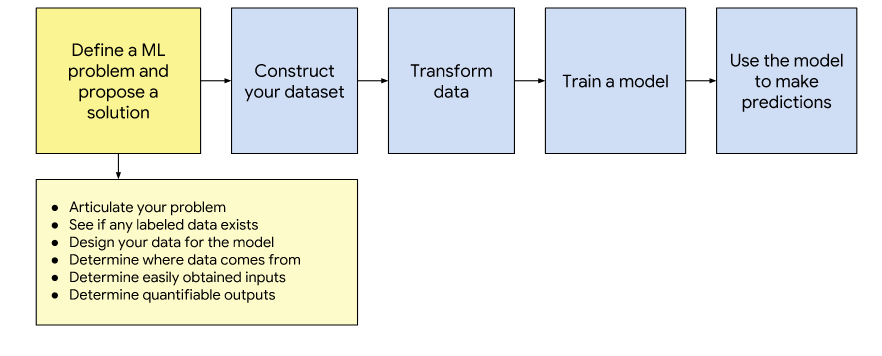 Define a ML
problem and
propose a
solution
Construct
your dataset
Transform
data
Train a model
Use the model
to make
predictions
● Articulate your problem
● See if any labeled data exists
● Design your data for the model
● Determine where data comes from
● Determine easily obtained inputs
● Determine quantifiable outputs